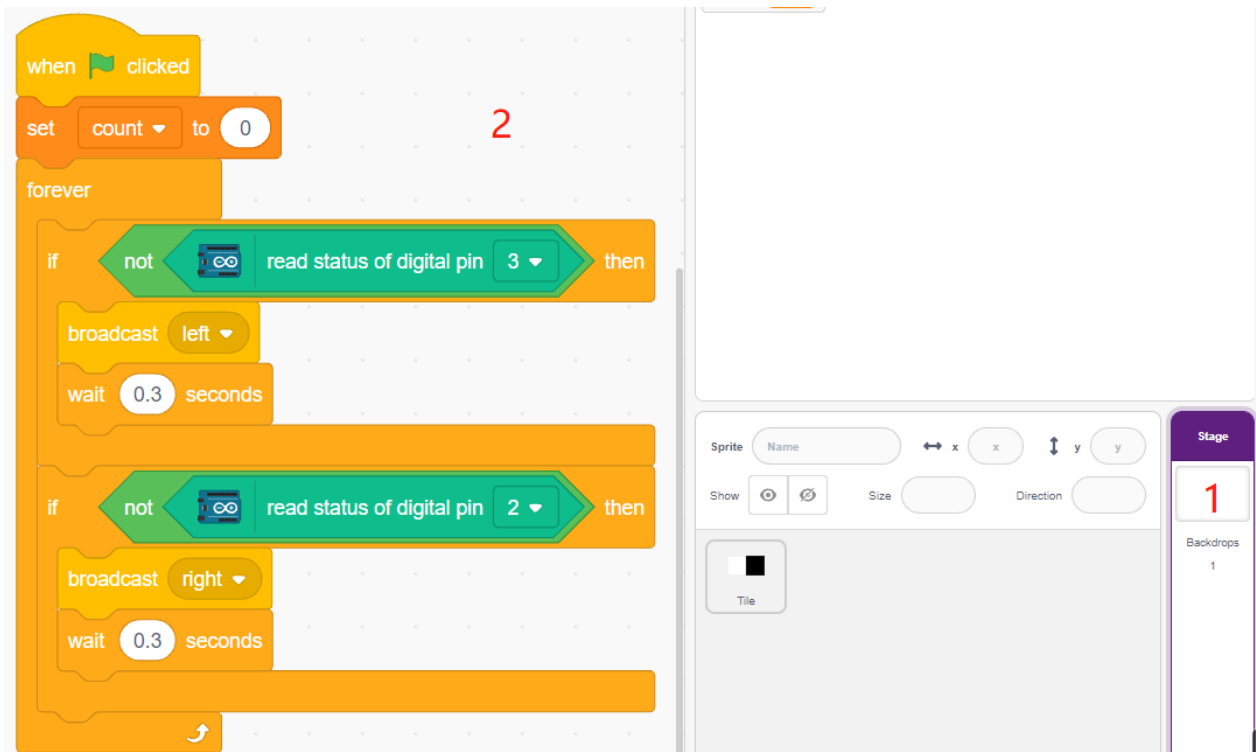 when clicked
set count to 0
2
forever
if not read status of digital pin 3 then
broadcast left
wait 0.3 seconds
if not read status of digital pin 2 then
broadcast right
wait 0.3 seconds
Sprite Name x x y y
Show Size Direction
Tile
Stage
1
Backdrops
1